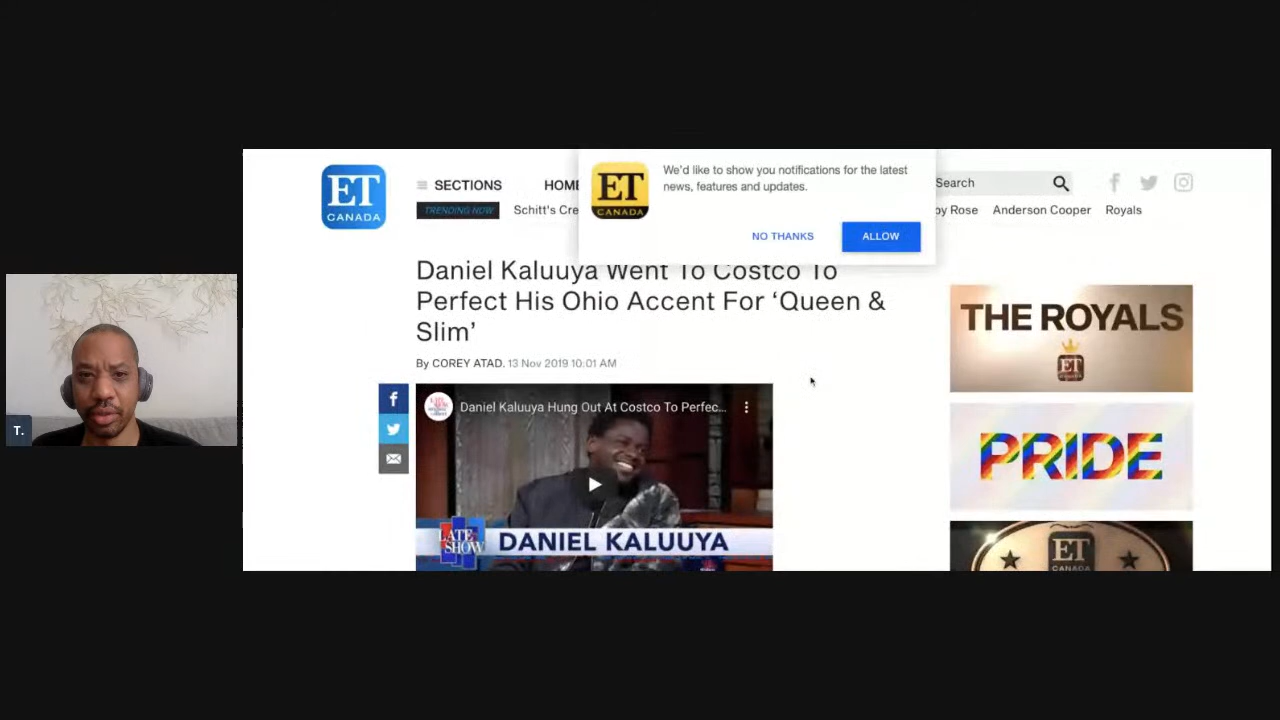 T.
ET
CANADA
SECTIONS
HOME
TRENDING NOW
Schitt's Cre
ET
CANADA
We'd like to show you notifications for the latest
news, features and updates.
NO THANKS
ALLOW
Search
by Rose
Anderson Cooper
Royals
Daniel Kaluuya Went To Costco To
Perfect His Ohio Accent For ‘Queen &
Slim’
By COREY ATAD. 13 Nov 2019 10:01 AM
Daniel Kaluuya Hung Out At Costco To Perfec...
LATE
SHOW
DANIEL KALUUYA
THE ROYALS
ET
PRIDE
ET
CANADA